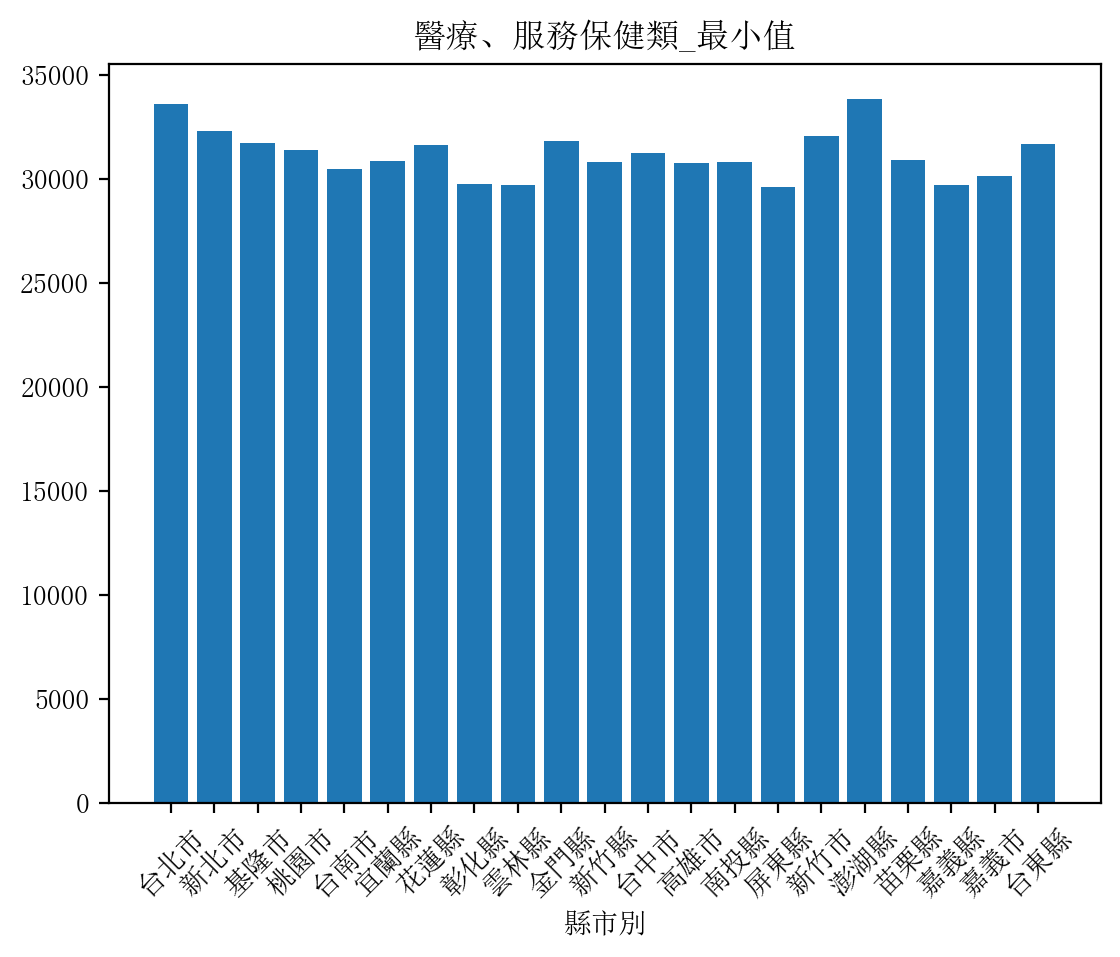 醫療、服務保健類_最小值
35000
30000
25000
20000
15000
10000
5000
0
台北市
新北市
基隆市
桃園市
台南市
宜蘭縣
花蓮縣
彰化縣
雲林縣
金門縣
新竹縣
台中市
高雄市
南投縣
屏東縣
新竹市
澎湖縣
苗栗縣
嘉義縣
嘉義市
台東縣
縣市別